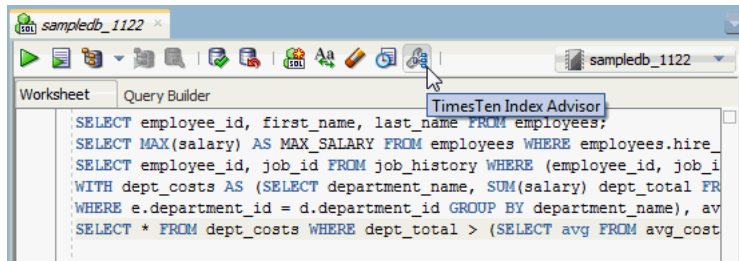 sampledb_1122
sampledb_1122
Worksheet Query Builder
TimesTen Index Advisor
SELECT employee_id, first_name, last_name FROM employees;
SELECT MAX(salary) AS MAX_SALARY FROM employees WHERE employees.hire_
SELECT employee_id, job_id FROM job_history WHERE (employee_id, job_i
WITH dept_costs AS (SELECT department_name, SUM(salary) dept_total FR
WHERE e.department_id = d.department_id GROUP BY department_name), av
SELECT * FROM dept_costs WHERE dept_total > (SELECT avg FROM avg_cost